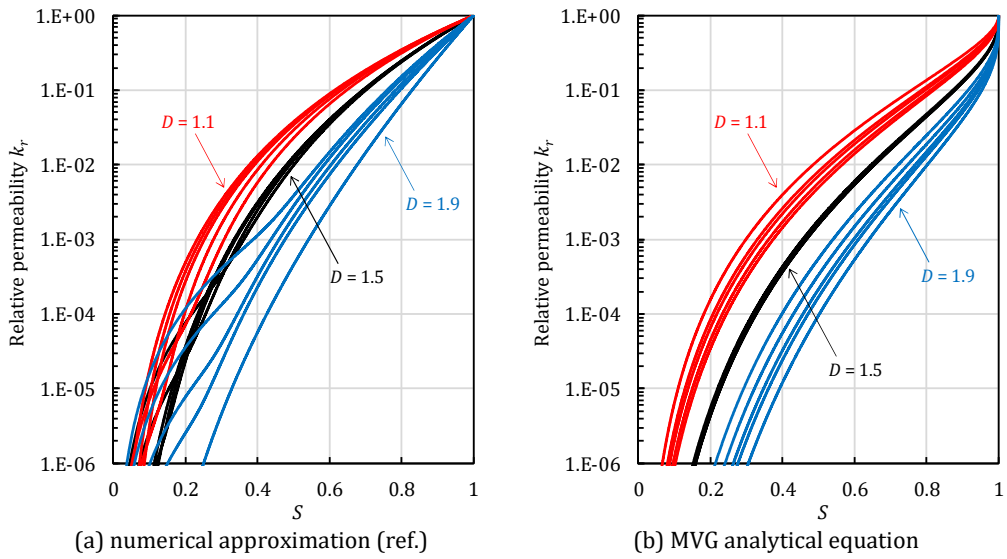 1.E+00
1.E-01
1.E-02
1.E-03
1.E-04
1.E-05
1.E-06
Relative permeability kᵣ
D = 1.1
D = 1.9
D = 1.5
0 0.2 0.4 0.6 0.8 1
S
(a) numerical approximation (ref.)
1.E+00
1.E-01
1.E-02
1.E-03
1.E-04
1.E-05
1.E-06
Relative permeability kᵣ
D = 1.1
D = 1.9
D = 1.5
0 0.2 0.4 0.6 0.8 1
S
(b) MVG analytical equation